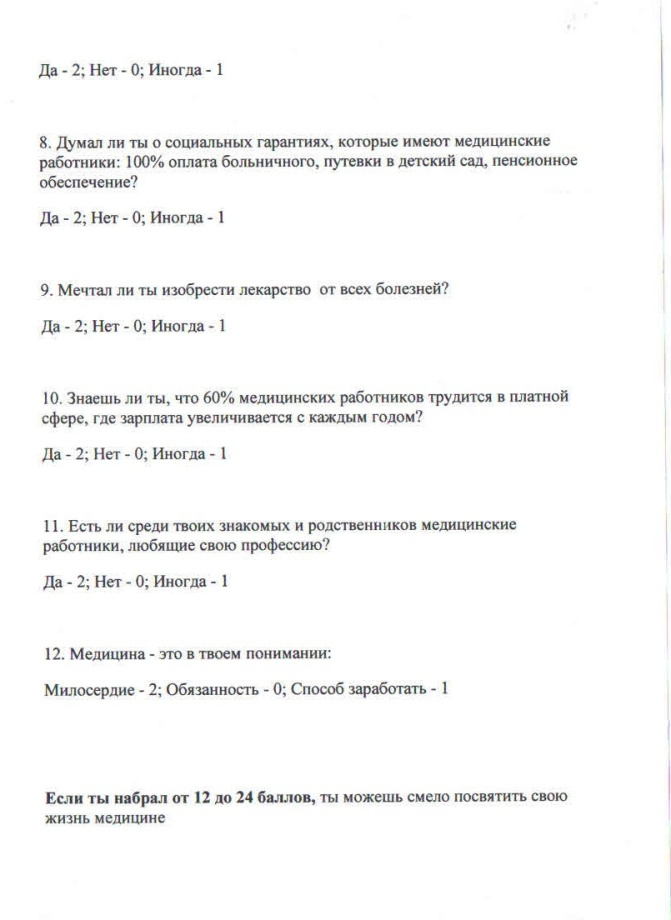 Да - 2; Нет - 0; Иногда - 1
8. Думал ли ты о социальных гарантиях, которые имеют медицинские
работники: 100% оплата больничного, путевки в детский сад, пенсионное
обеспечение?
Да - 2; Нет - 0; Иногда - 1
9. Мечтал ли ты изобрести лекарство от всех болезней?
Да - 2; Нет - 0; Иногда - 1
10. Знаешь ли ты, что 60% медицинских работников трудится в платной
сфере, где зарплата увеличивается с каждым годом?
Да - 2; Нет - 0; Иногда - 1
11. Есть ли среди твоих знакомых и родственников медицинские
работники, любящие свою профессию?
Да - 2; Нет - 0; Иногда - 1
12. Медицина - это в твоем понимании:
Милосердие - 2; Обязанность - 0; Способ заработать - 1
Если ты набрал от 12 до 24 баллов, ты можешь смело посвятить свою
жизнь медицине